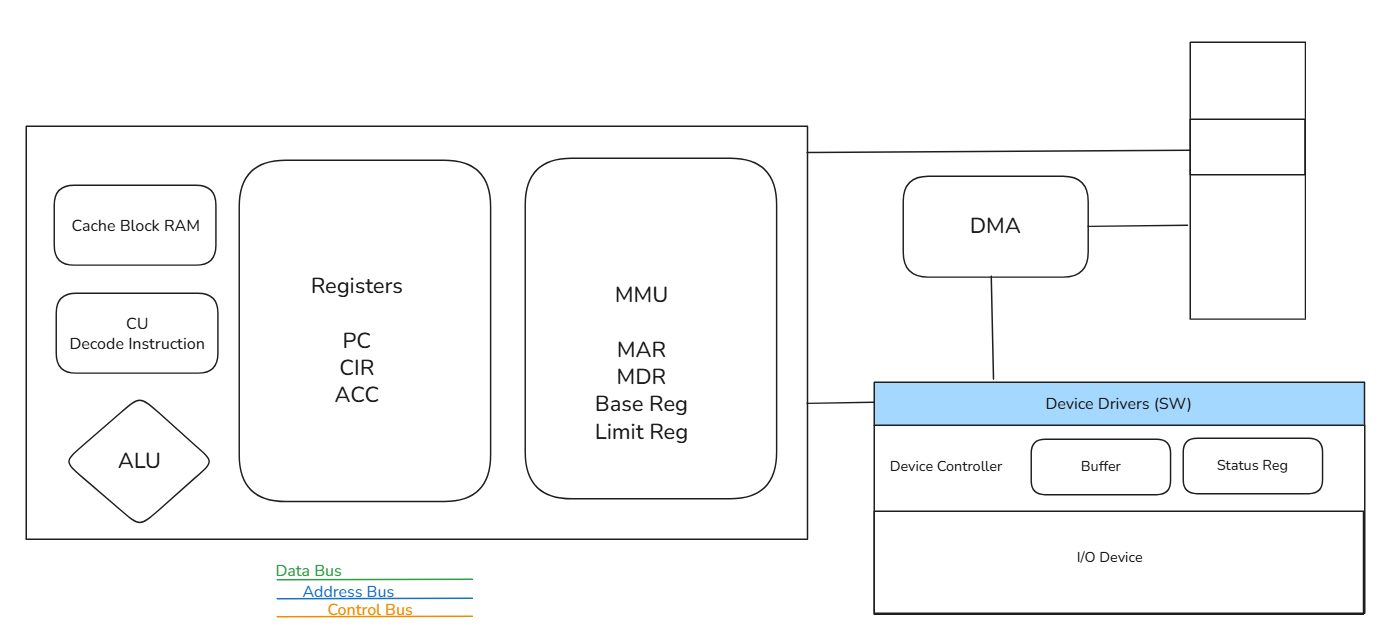 Cache Block RAM
CU
Decode Instruction
ALU
Registers
PC
CIR
ACC
MMU
MAR
MDR
Base Reg
Limit Reg
DMA
Device Drivers (SW)
Device Controller
Buffer
Status Reg
I/O Device
Data Bus
Address Bus
Control Bus